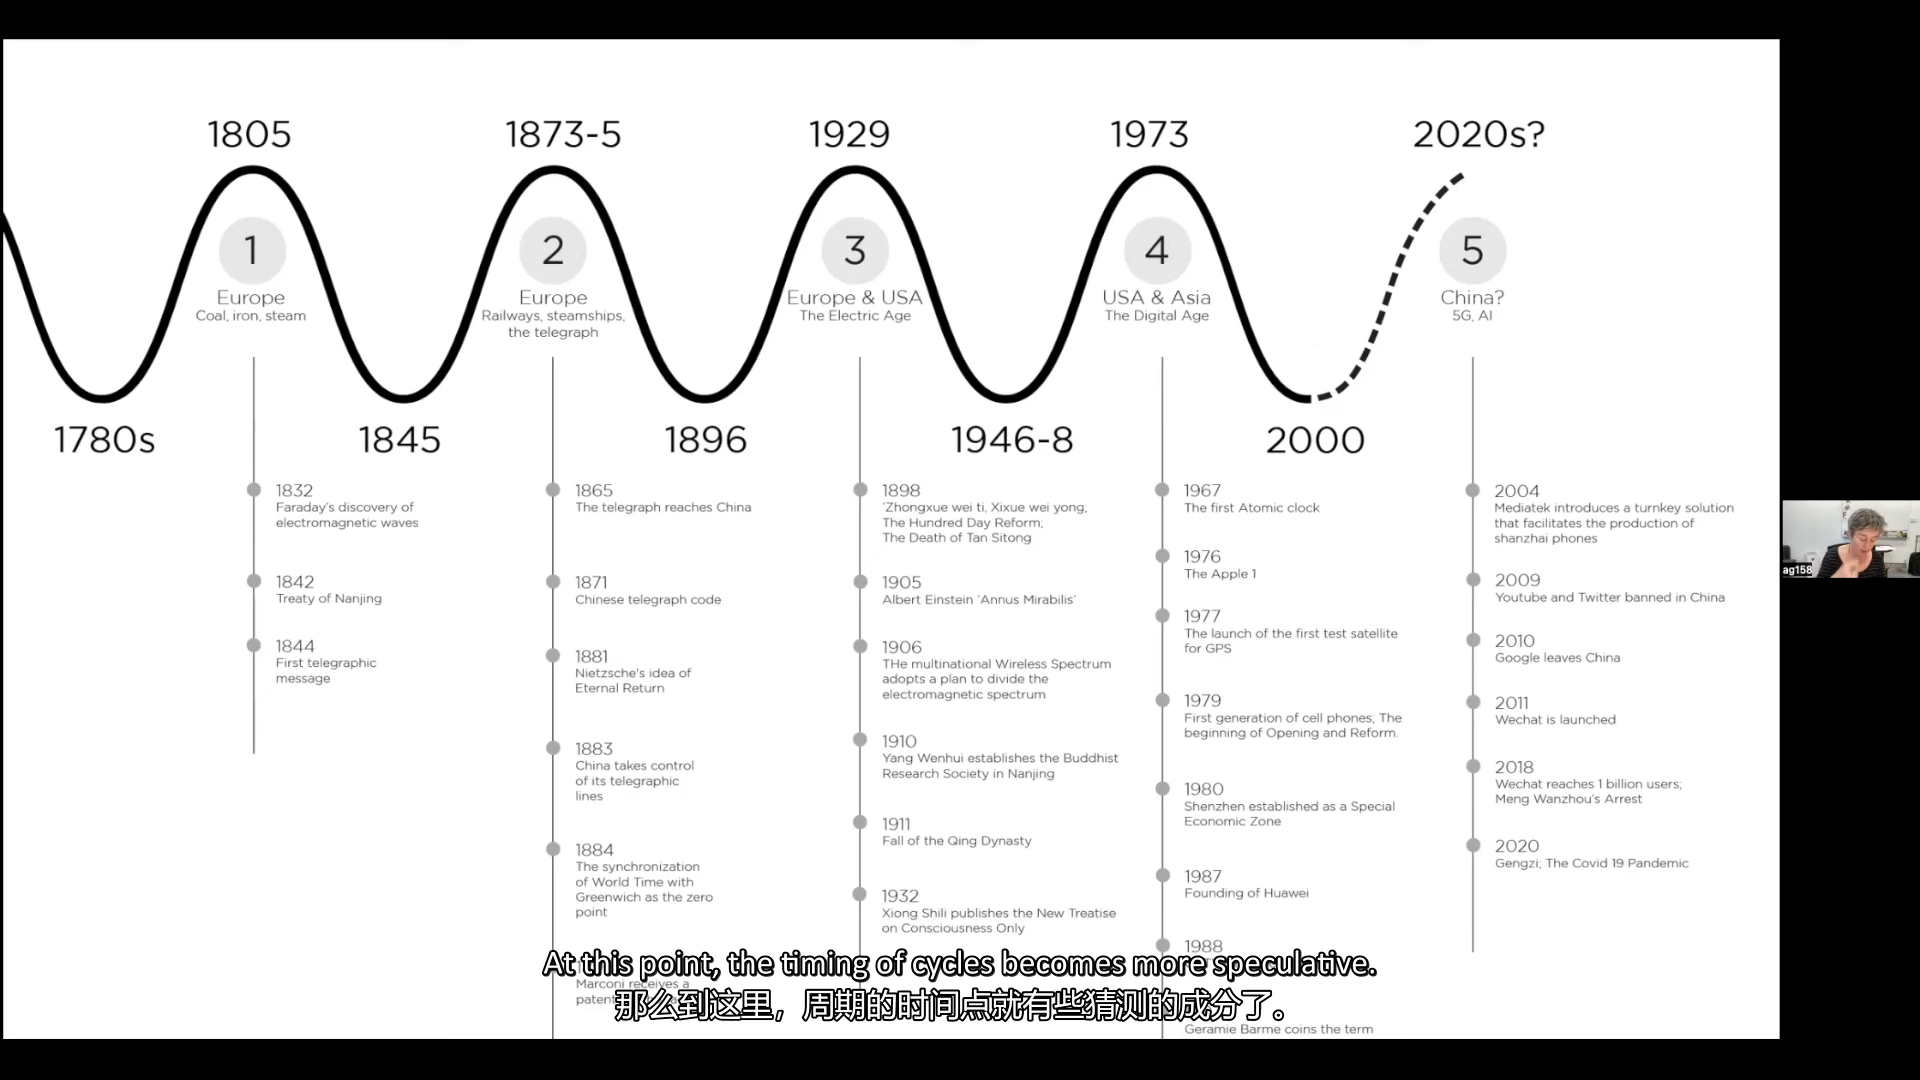 1805
1873-5
1929
1973
2020s?
1
2
3
4
5
Europe
Coal, iron, steam
Europe
Railways, steamships,
the telegraph
Europe & USA
The Electric Age
USA & Asia
The Digital Age
China?
5G, AI
1780s
1845
1896
1946-8
2000
1832
Faraday's discovery of
electromagnetic waves
1842
Treaty of Nanjing
1844
First telegraphic
message
1865
The telegraph reaches China
1871
Chinese telegraph code
1881
Nietzsche's idea of
Eternal Return
1883
China takes control
of its telegraphic
lines
1884
The synchronization
of World Time with
Greenwich as the zero
point
Marconi receives a
patent
1898
'Zhongxue wei ti, Xixue wei yong;
The Hundred Day Reform;
The Death of Tan Sitong
1905
Albert Einstein 'Annus Mirabilis'
1906
THe multinational Wireless Spectrum
adopts a plan to divide the
electromagnetic spectrum
1910
Yang Wenhui establishes the Buddhist
Research Society in Nanjing
1911
Fall of the Qing Dynasty
1932
Xiong Shili publishes the New Treatise
on Consciousness Only
1967
The first Atomic clock
1976
The Apple 1
1977
The launch of the first test satellite
for GPS
1979
First generation of cell phones; The
beginning of Opening and Reform.
1980
Shenzhen established as a Special
Economic Zone
1987
Founding of Huawei
1988
Geramie Barme coins the term
2004
Mediatek introduces a turnkey solution
that facilitates the production of
shanzhai phones
2009
Youtube and Twitter banned in China
2010
Google leaves China
2011
Wechat is launched
2018
Wechat reaches 1 billion users;
Meng Wanzhou's Arrest
2020
Gengzi; The Covid 19 Pandemic
ag158
At this point, the timing of cycles becomes more speculative.
那么到这里，周期的时间点就有些猜测的成分了。